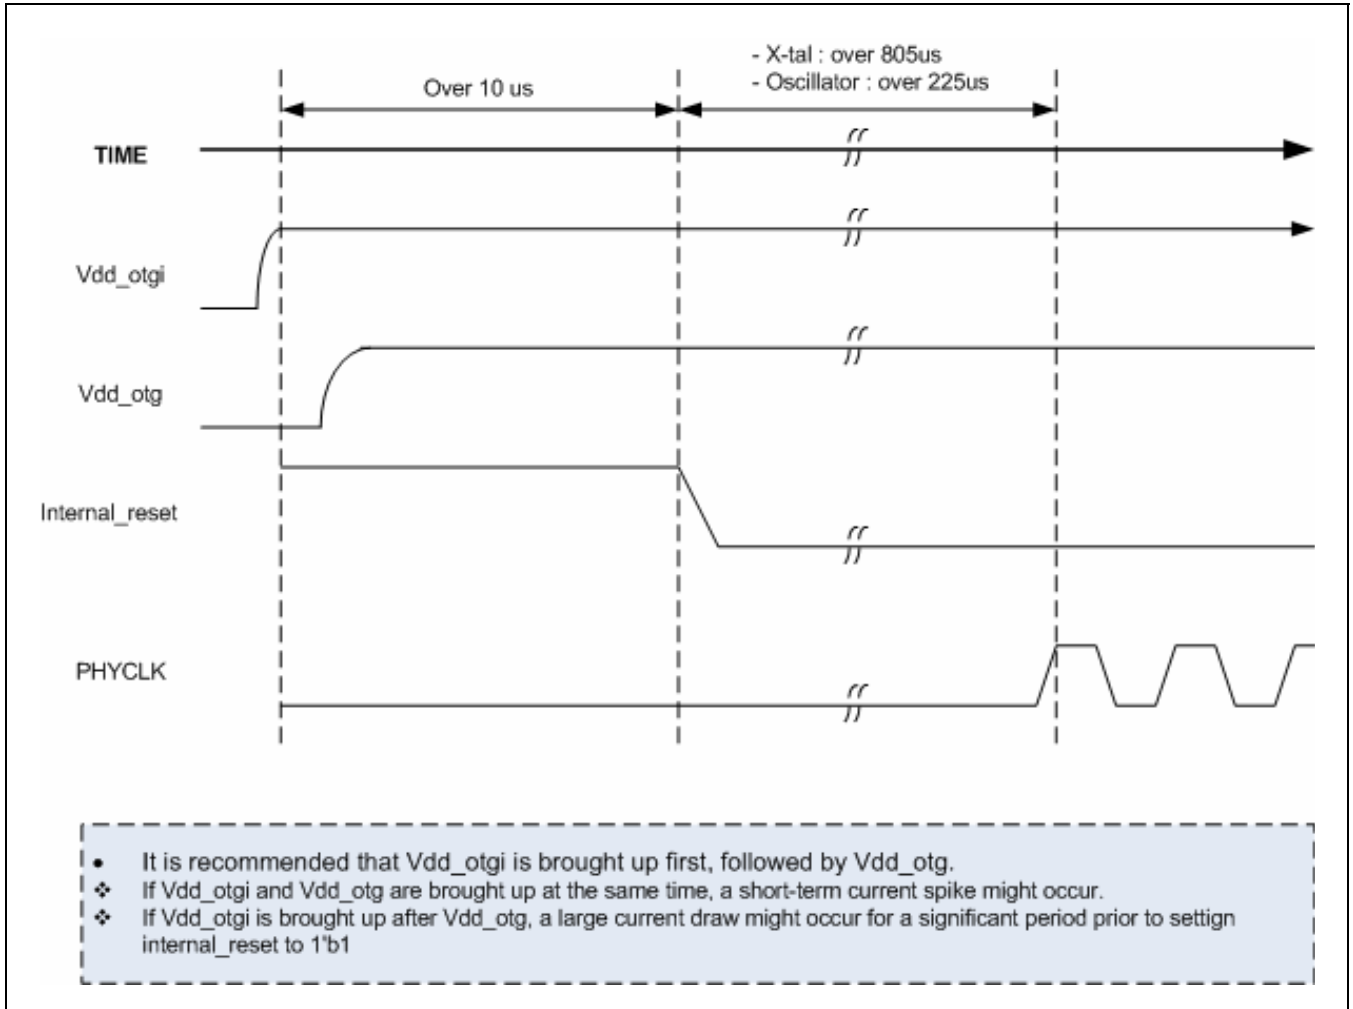 - X-tal : over 805us
Over 10 us
- Oscillator : over 225us
TIME
Vdd_otgi
Vdd_otg
Internal_reset
PHYCLK
• It is recommended that Vdd_otgi is brought up first, followed by Vdd_otg.
❖ If Vdd_otgi and Vdd_otg are brought up at the same time, a short-term current spike might occur.
❖ If Vdd_otgi is brought up after Vdd_otg, a large current draw might occur for a significant period prior to settign
internal_reset to 1'b1